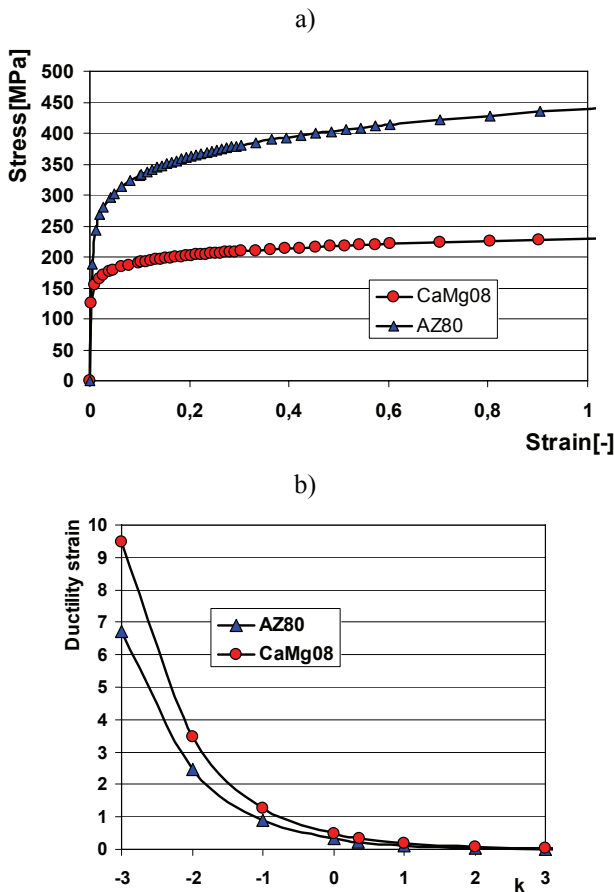 a)
Stress[MPa]
500
450
400
350
300
250
200
150
100
50
0
CaMg08
AZ80
0 0,2 0,4 0,6 0,8 1
Strain[-]
b)
Ductility strain
10
9
8
7
6
5
4
3
2
1
0
AZ80
CaMg08
-3 -2 -1 0 1 2 3
k